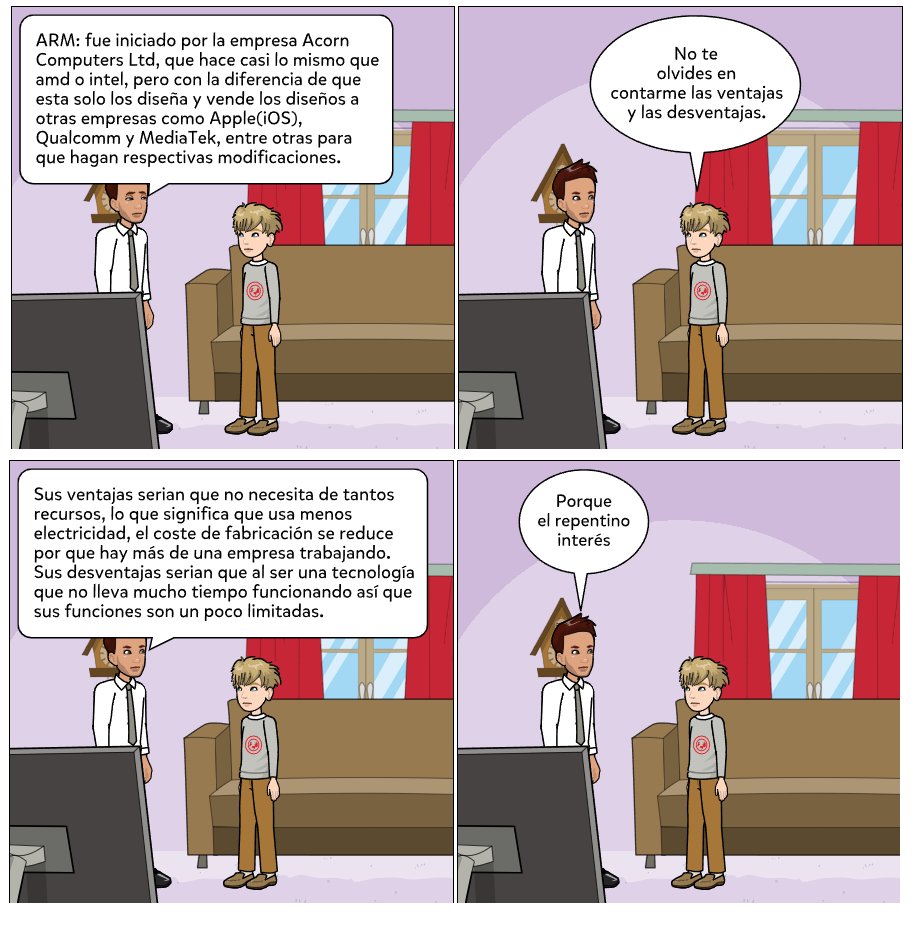 ARM: fue iniciado por la empresa Acorn
Computers Ltd, que hace casi lo mismo que
amd o intel, pero con la diferencia de que
esta solo los diseña y vende los diseños a
otras empresas como Apple(iOS),
Qualcomm y MediaTek, entre otras para
que hagan respectivas modificaciones.
No te
olvides en
contarme las ventajas
y las desventajas.
Sus ventajas serian que no necesita de tantos
recursos, lo que significa que usa menos
electricidad, el coste de fabricación se reduce
por que hay más de una empresa trabajando.
Sus desventajas serian que al ser una tecnología
que no lleva mucho tiempo funcionando así que
sus funciones son un poco limitadas.
Porque
el repentino
interés